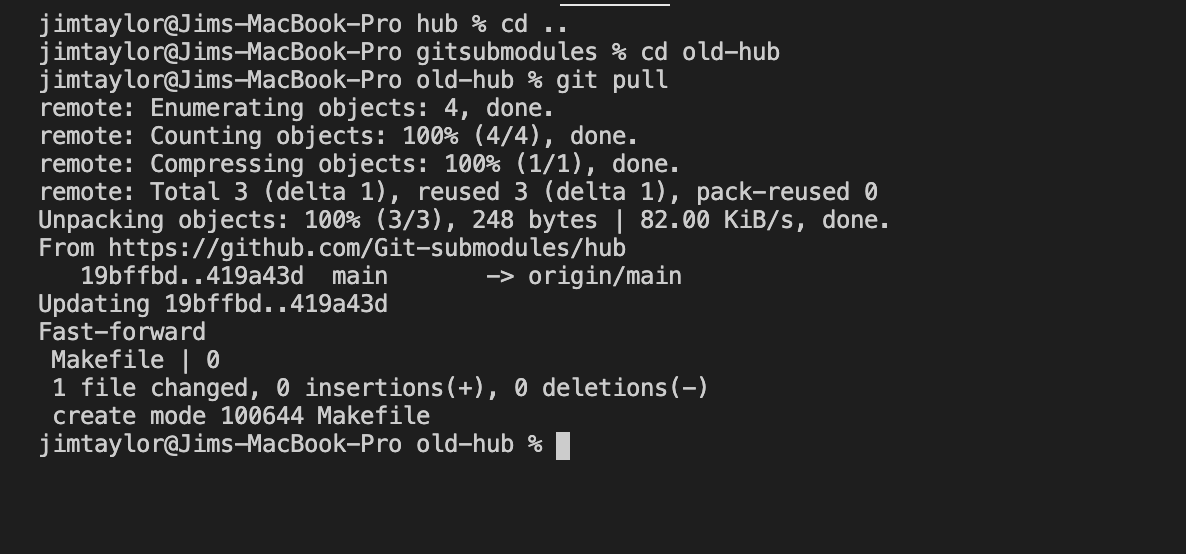 jimtaylor@Jims-MacBook-Pro hub % cd ..
jimtaylor@Jims-MacBook-Pro gitsubmodules % cd old-hub
jimtaylor@Jims-MacBook-Pro old-hub % git pull
remote: Enumerating objects: 4, done.
remote: Counting objects: 100% (4/4), done.
remote: Compressing objects: 100% (1/1), done.
remote: Total 3 (delta 1), reused 3 (delta 1), pack-reused 0
Unpacking objects: 100% (3/3), 248 bytes | 82.00 KiB/s, done.
From https://github.com/Git-submodules/hub
   19bffbd..419a43d  main       -> origin/main
Updating 19bffbd..419a43d
Fast-forward
 Makefile | 0
 1 file changed, 0 insertions(+), 0 deletions(-)
 create mode 100644 Makefile
jimtaylor@Jims-MacBook-Pro old-hub %